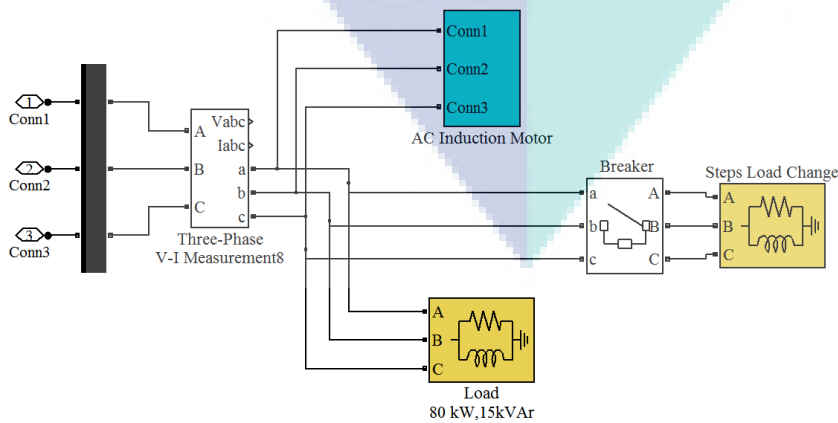 1
Conn1
2
Conn2
3
Conn3
A
B
C
Vabc
Iabc
a
b
c
Three-Phase
V-I Measurement8
Conn1
Conn2
Conn3
AC Induction Motor
Breaker
a
b
c
A
B
C
Steps Load Change
A
B
C
A
B
C
Load
80 kW,15kVAr